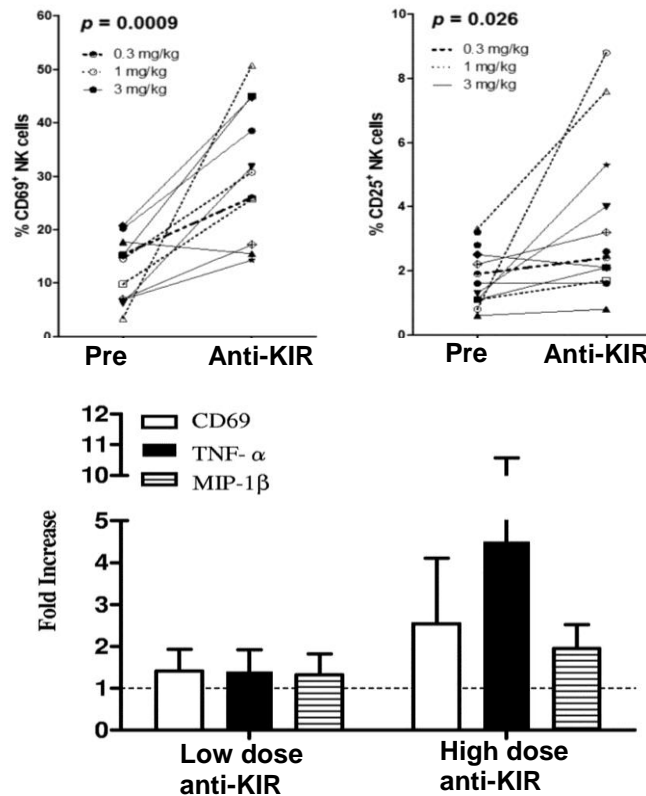 p = 0.0009
0.3 mg/kg
1 mg/kg
3 mg/kg
% CD69+ NK cells
60
50
40
30
20
10
0
Pre Anti-KIR
p = 0.026
0.3 mg/kg
1 mg/kg
3 mg/kg
% CD25+ NK cells
10
8
6
4
2
0
Pre Anti-KIR
CD69
TNF- α
MIP-1β
Fold Increase
12
11
10
5
4
3
2
1
0
Low dose
anti-KIR
High dose
anti-KIR